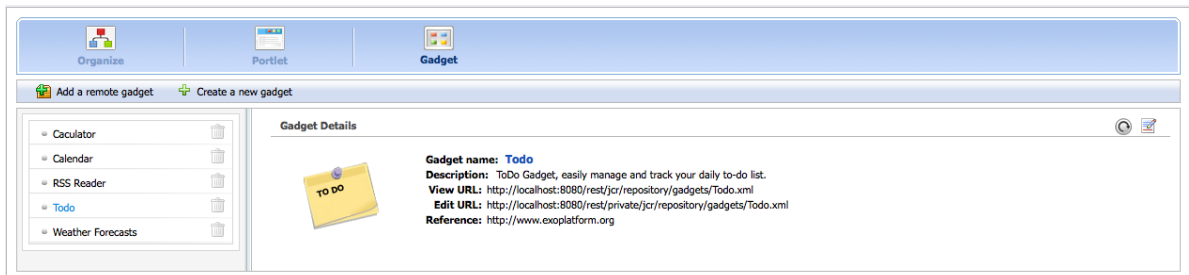 Organize Portlet Gadget
Add a remote gadget Create a new gadget
Caculator
Calendar
RSS Reader
Todo
Weather Forecasts
Gadget Details
TO DO
Gadget name: Todo
Description: ToDo Gadget, easily manage and track your daily to-do list.
View URL: http://localhost:8080/rest/jcr/repository/gadgets/Todo.xml
Edit URL: http://localhost:8080/rest/private/jcr/repository/gadgets/Todo.xml
Reference: http://www.exoplatform.org